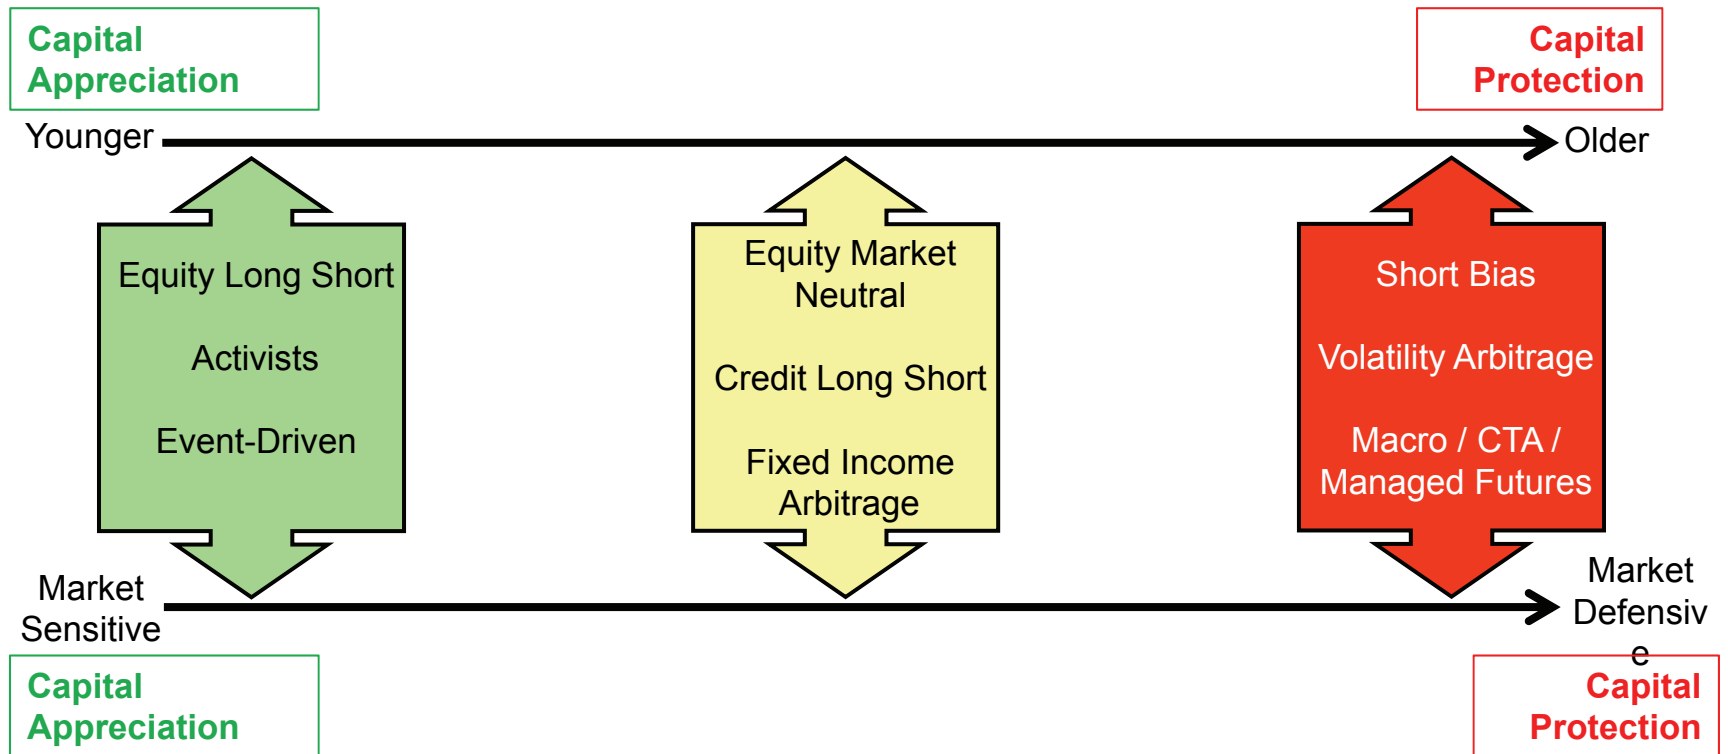 Capital
Appreciation
Capital
Protection
Younger
Older
Equity Long Short
Activists
Event-Driven
Equity Market
Neutral
Credit Long Short
Fixed Income
Arbitrage
Short Bias
Volatility Arbitrage
Macro / CTA /
Managed Futures
Market
Sensitive
Market
Defensiv
e
Capital
Appreciation
Capital
Protection